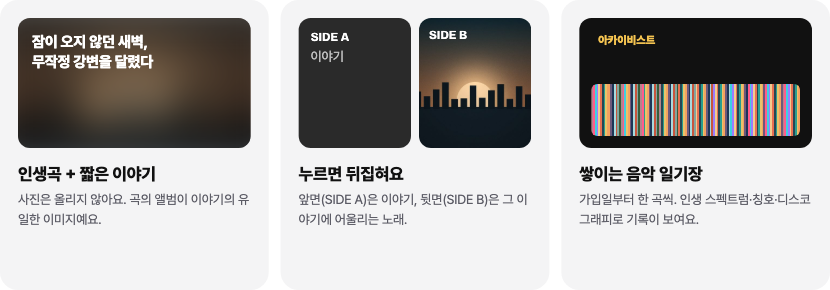 잠이 오지 않던 새벽,
무작정 강변을 달렸다
인생곡 + 짧은 이야기
사진은 올리지 않아요. 곡의 앨범이 이야기의 유
일한 이미지예요.
SIDE A
이야기
SIDE B
누르면 뒤집혀요
앞면(SIDE A)은 이야기, 뒷면(SIDE B)은 그 이
야기에 어울리는 노래.
아카이비스트
쌓이는 음악 일기장
가입일부터 한 곡씩. 인생 스펙트럼·칭호·디스코
그래피로 기록이 보여요.